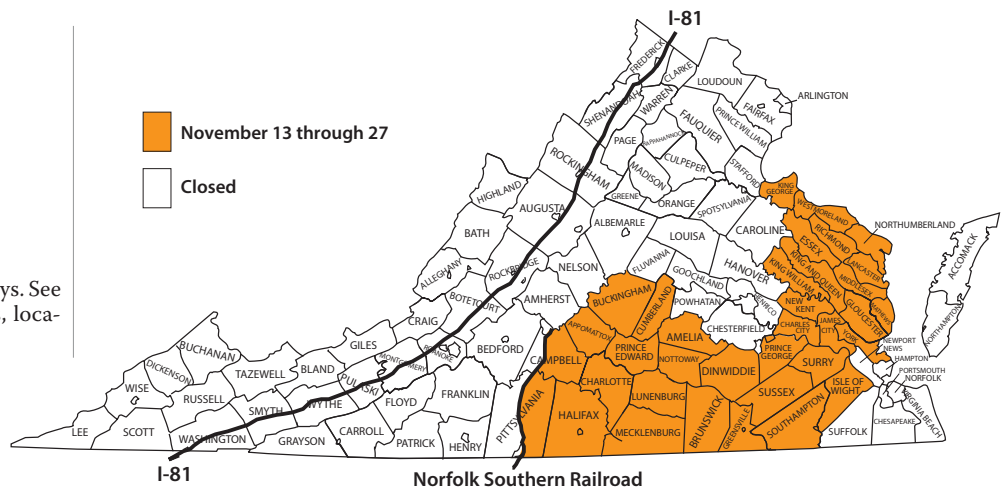 I-81
FREDERICK
CLARKE
LOUDOUN
SHENANDOAH
WARREN
FAIRFAX
ARLINGTON
November 13 through 27
FAUQUIER
PRINCE WILLIAM
PAGE
RAPPAHANNOCK
ROCKINGHAM
CULPEPER
STAFFORD
MADISON
Closed
KING
GEORGE
HIGHLAND
GREENE
ORANGE
SPOTSYLVANIA
WESTMORELAND
AUGUSTA
NORTHUMBERLAND
ALBEMARLE
CAROLINE
RICHMOND
BATH
LOUISA
ESSEX
ACCOMACK
ALLEGHANY
ROCKBRIDGE
NELSON
FLUVANNA
HANOVER
KING WILLIAM
KING AND QUEEN
LANCASTER
GOOCHLAND
MIDDLESEX
ys. See
, loca-
BOTETOURT
AMHERST
BUCKINGHAM
CUMBERLAND
POWHATAN
HENRICO
NEW
KENT
GLOUCESTER
MATHEWS
CRAIG
APPOMATTOX
CHESTERFIELD
CHARLES
CITY
JAMES
CITY
YORK
NORTHAMPTON
GILES
ROANOKE
BEDFORD
AMELIA
NEWPORT
NEWS
BUCHANAN
MONTGOMERY
CAMPBELL
PRINCE
EDWARD
NOTTOWAY
PRINCE
GEORGE
SURRY
HAMPTON
DICKENSON
TAZEWELL
BLAND
PULASKI
DINWIDDIE
PORTSMOUTH
NORFOLK
WISE
RUSSELL
WYTHE
FLOYD
FRANKLIN
CHARLOTTE
LUNENBURG
SUSSEX
ISLE OF
WIGHT
VIRGINIA BEACH
SMYTH
PITTSYLVANIA
HALIFAX
BRUNSWICK
GREENSVILLE
SOUTHAMPTON
CHESAPEAKE
LEE
SCOTT
WASHINGTON
GRAYSON
CARROLL
PATRICK
HENRY
MECKLENBURG
SUFFOLK
I-81
Norfolk Southern Railroad